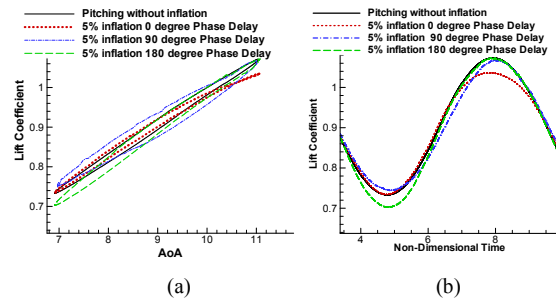 Pitching without inflation
(a)
5% inflation 0 degree Phase Delay
5% inflation 90 degree Phase Delay
5% inflation 180 degree Phase Delay
Lift Coefficient
1
0.9
0.8
0.7
7
8
9
10
11
AoA
(a)
Pitching without inflation
(b)
5% inflation 0 degree Phase Delay
5% inflation 90 degree Phase Delay
5% inflation 180 degree Phase Delay
Lift Coefficient
1
0.9
0.8
0.7
4
6
8
Non-Dimensional Time
(b)